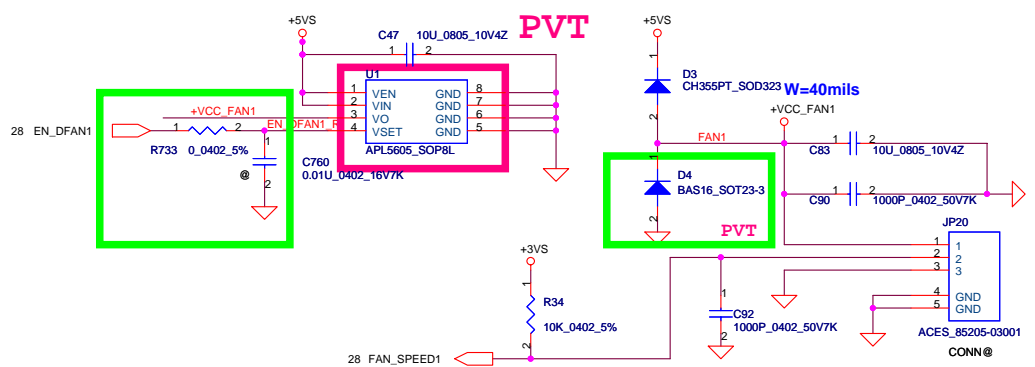 +5VS
PVT
C47
10U_0805_10V4Z
1
2
U1
1
VEN
GND
8
2
VIN
GND
7
3
VO
GND
6
4
VSET
GND
5
APL5605_SOP8L
+VCC_FAN1
28 EN_DFAN1
1
2
EN_DFAN1_R
R733
0_0402_5%
1
2
@
C760
0.01U_0402_16V7K
+5VS
1
2
D3
CH355PT_SOD323
W=40mils
+VCC_FAN1
FAN1
C83
1
2
10U_0805_10V4Z
1
2
D4
BAS16_SOT23-3
PVT
C90
1
2
1000P_0402_50V7K
JP20
1
1
2
2
3
3
4
GND
5
GND
ACES_85205-03001
CONN@
+3VS
1
2
R34
10K_0402_5%
1
2
C92
1000P_0402_50V7K
28 FAN_SPEED1